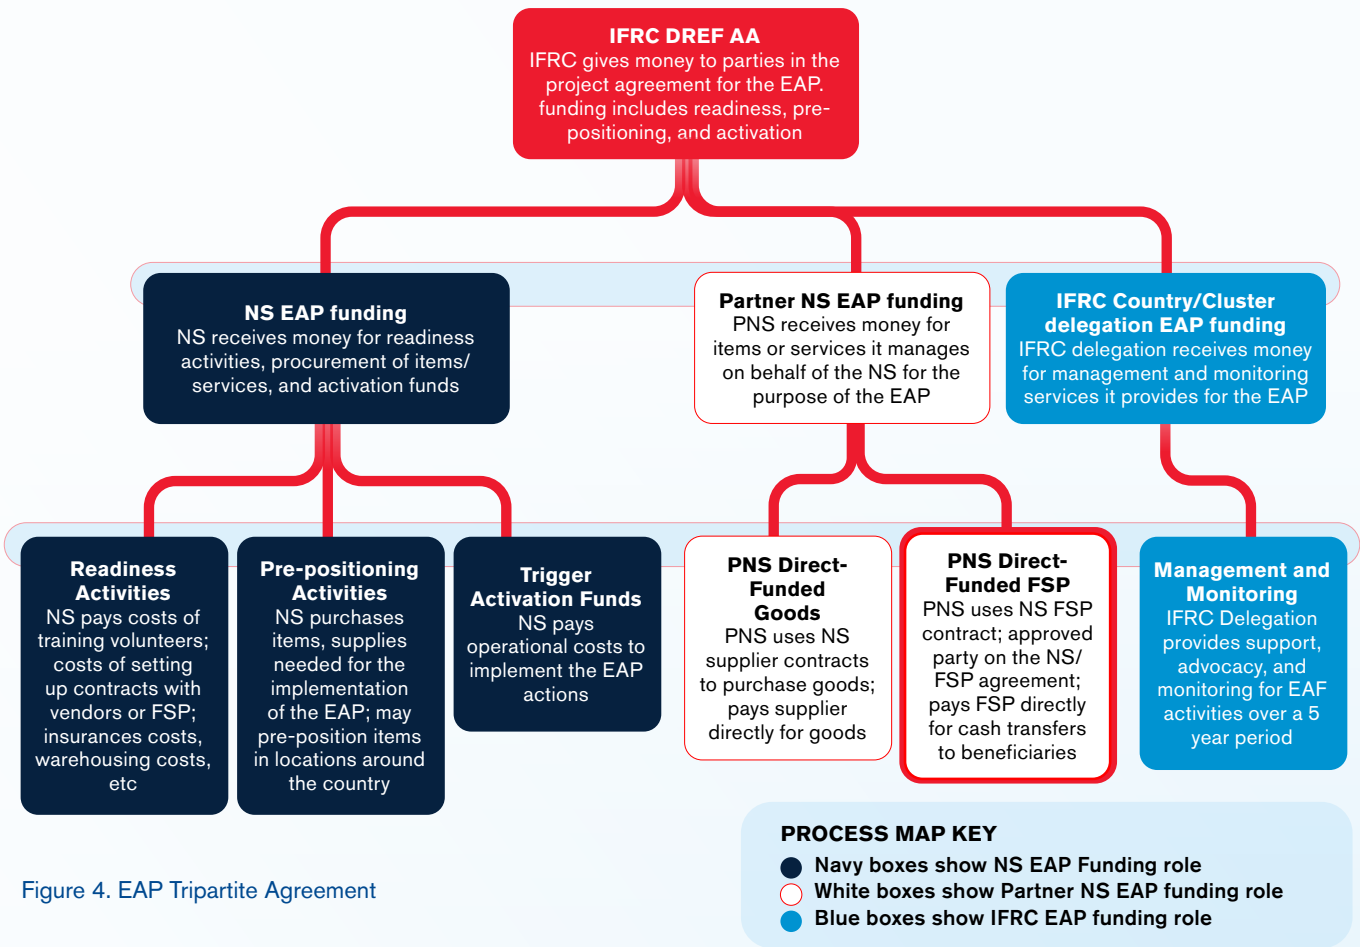 IFRC DREF AA
IFRC gives money to parties in the
project agreement for the EAP.
funding includes readiness, pre-
positioning, and activation
NS EAP funding
NS receives money for readiness
activities, procurement of items/
services, and activation funds
Partner NS EAP funding
PNS receives money for
items or services it manages
on behalf of the NS for the
purpose of the EAP
IFRC Country/Cluster
delegation EAP funding
IFRC delegation receives money
for management and monitoring
services it provides for the EAP
Readiness
Activities
NS pays costs of
training volunteers;
costs of setting
up contracts with
vendors or FSP;
insurances costs,
warehousing costs,
etc
Pre-positioning
Activities
NS purchases
items, supplies
needed for the
implementation
of the EAP; may
pre-position items
in locations around
the country
Trigger
Activation Funds
NS pays
operational costs to
implement the EAP
actions
PNS Direct-
Funded
Goods
PNS uses NS
supplier contracts
to purchase goods;
pays supplier
directly for goods
PNS Direct-
Funded FSP
PNS uses NS FSP
contract; approved
party on the NS/
FSP agreement;
pays FSP directly
for cash transfers
to beneficiaries
Management and
Monitoring
IFRC Delegation
provides support,
advocacy, and
monitoring for EAF
activities over a 5
year period
PROCESS MAP KEY
Navy boxes show NS EAP Funding role
White boxes show Partner NS EAP funding role
Blue boxes show IFRC EAP funding role
Figure 4. EAP Tripartite Agreement